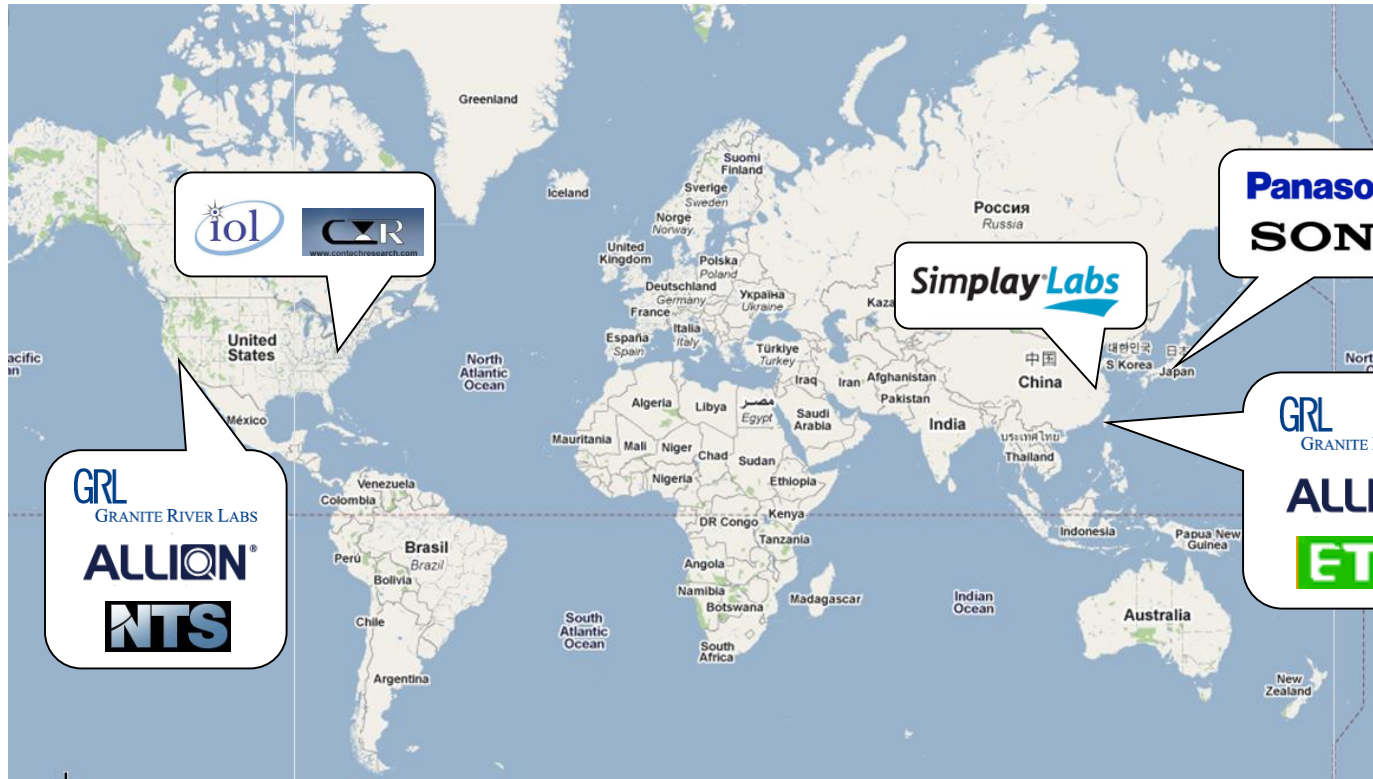 Greenland
Iceland
Suomi
Finland
Sverige
Sweden
Norge
Norway
Россия
Russia
United
Kingdom
Polska
Poland
Deutschland
Germany
Україна
Ukraine
France
Kaza
Italia
Italy
España
Spain
Türkiye
Turkey
iol
CXR
www.contechresearch.com
Simplay Labs
Panaso
SON
United
States
North
Atlantic
Ocean
acific
an
México
中国
China
대한민국
S Korea
日本
Japan
Nort
Iraq
Iran
Afghanistan
Pakistan
Algeria
Libya
مصر
Egypt
Saudi
Arabia
India
ประเทศไทย
Thailand
Mauritania
Mali
Niger
Chad
Sudan
Nigeria
Ethiopia
Venezuela
Colombia
DR Congo
Kenya
Tanzania
Indonesia
Papua New
Guinea
Perú
Brasil
Brazil
Bolivia
Angola
Namibia
Botswana
Madagascar
Indian
Ocean
Australia
Chile
South
Atlantic
Ocean
South
Africa
Argentina
New
Zealand
GRL
GRANITE RIVER LABS
ALLION®
NTS
GRL
GRANITE
ALLI
ET